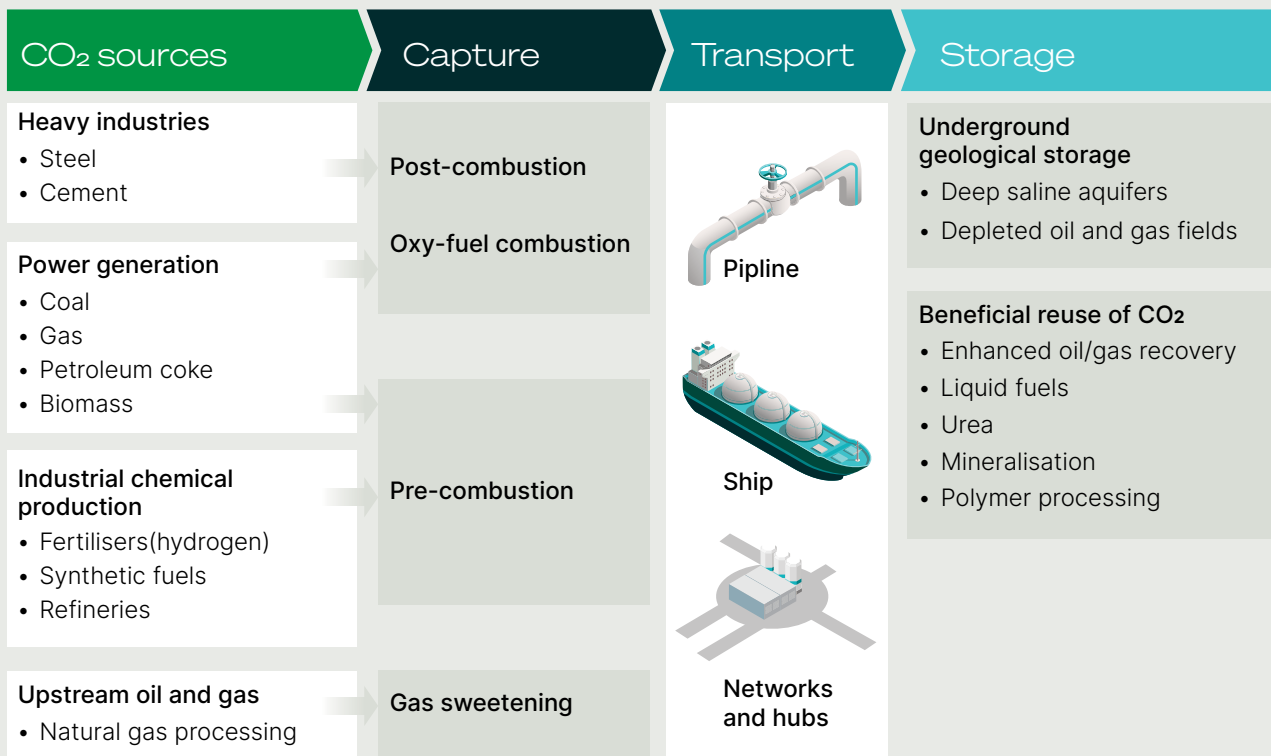 CO₂ sources
Capture
Transport
Storage
Heavy industries
• Steel
• Cement
Power generation
• Coal
• Gas
• Petroleum coke
• Biomass
Industrial chemical
production
• Fertilisers(hydrogen)
• Synthetic fuels
• Refineries
Upstream oil and gas
• Natural gas processing
Post-combustion
Oxy-fuel combustion
Pre-combustion
Gas sweetening
Pipline
Ship
Networks
and hubs
Underground
geological storage
• Deep saline aquifers
• Depleted oil and gas fields
Beneficial reuse of CO₂
• Enhanced oil/gas recovery
• Liquid fuels
• Urea
• Mineralisation
• Polymer processing